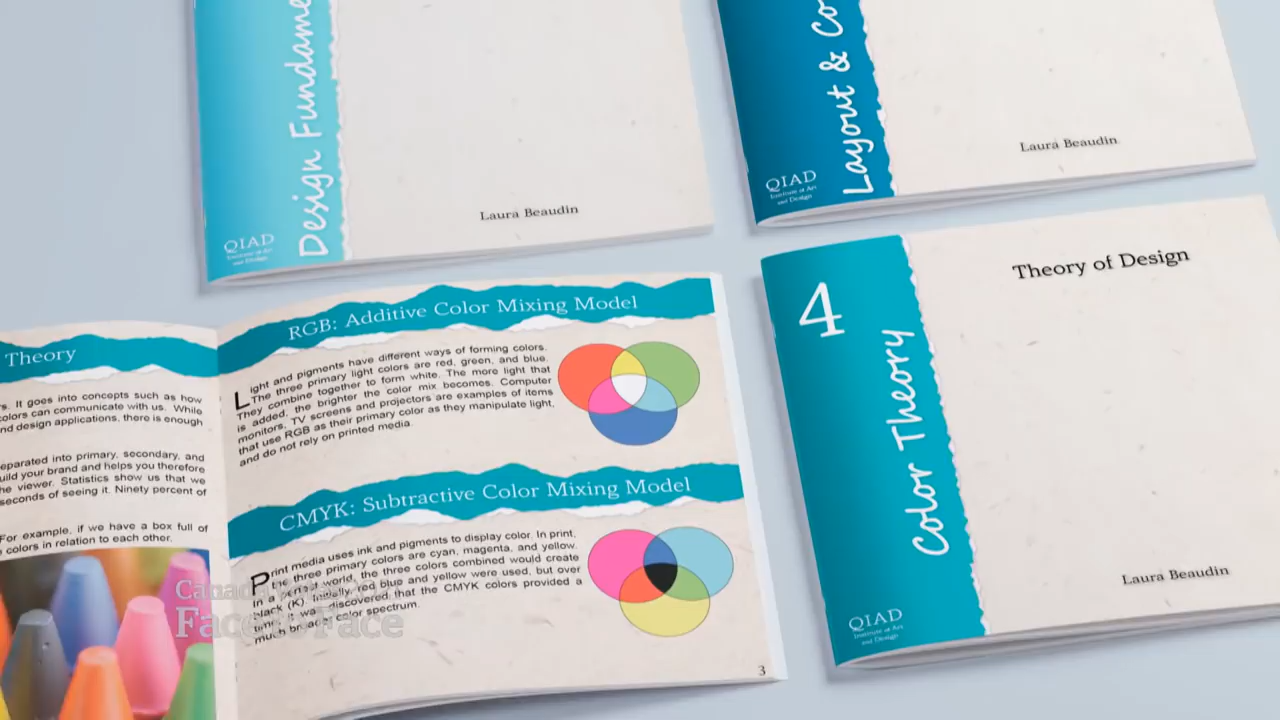 Design Fundame
QIAD
Institute of Art
and Design
Laura Beaudin
Layout & Co
QIAD
Institute of Art
and Design
Laura Beaudin
Theory
s. It goes into concepts such as how
colors can communicate with us. While
nd design applications, there is enough
eparated into primary, secondary, and
uild your brand and helps you therefore
he viewer. Statistics show us that we
seconds of seeing it. Ninety percent of
For example, if we have a box full of
colors in relation to each other.
RGB: Additive Color Mixing Model
Light and pigments have different ways of forming colors.
The three primary light colors are red, green, and blue.
They combine together to form white. The more light that
is added, the brighter the color mix becomes. Computer
monitors, TV screens and projectors are examples of items
that use RGB as their primary color as they manipulate light,
and do not rely on printed media.
CMYK: Subtractive Color Mixing Model
Print media uses ink and pigments to display color. In print,
the three primary colors are cyan, magenta, and yellow.
In a perfect world, the three colors combined would create
black (K). Initially, red blue and yellow were used, but over
time it was discovered that the CMYK colors provided a
much broader color spectrum.
3
4
Color Theory
Theory of Design
QIAD
Institute of Art
and Design
Laura Beaudin
Face to Face